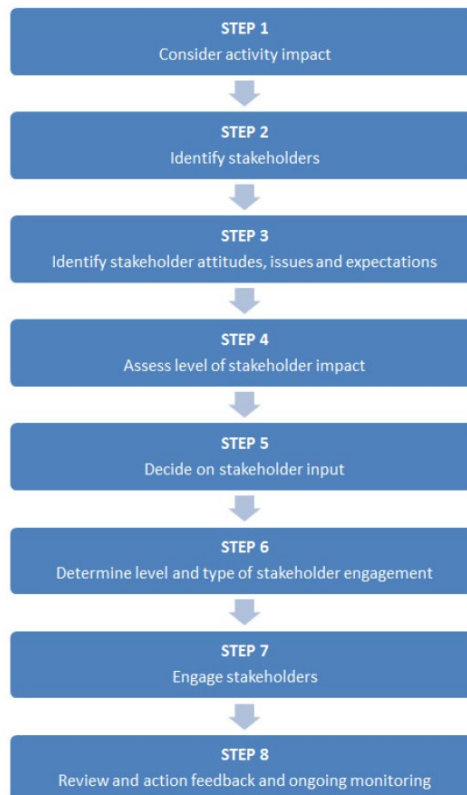 STEP 1
Consider activity impact
STEP 2
Identify stakeholders
STEP 3
Identify stakeholder attitudes, issues and expectations
STEP 4
Assess level of stakeholder impact
STEP 5
Decide on stakeholder input
STEP 6
Determine level and type of stakeholder engagement
STEP 7
Engage stakeholders
STEP 8
Review and action feedback and ongoing monitoring